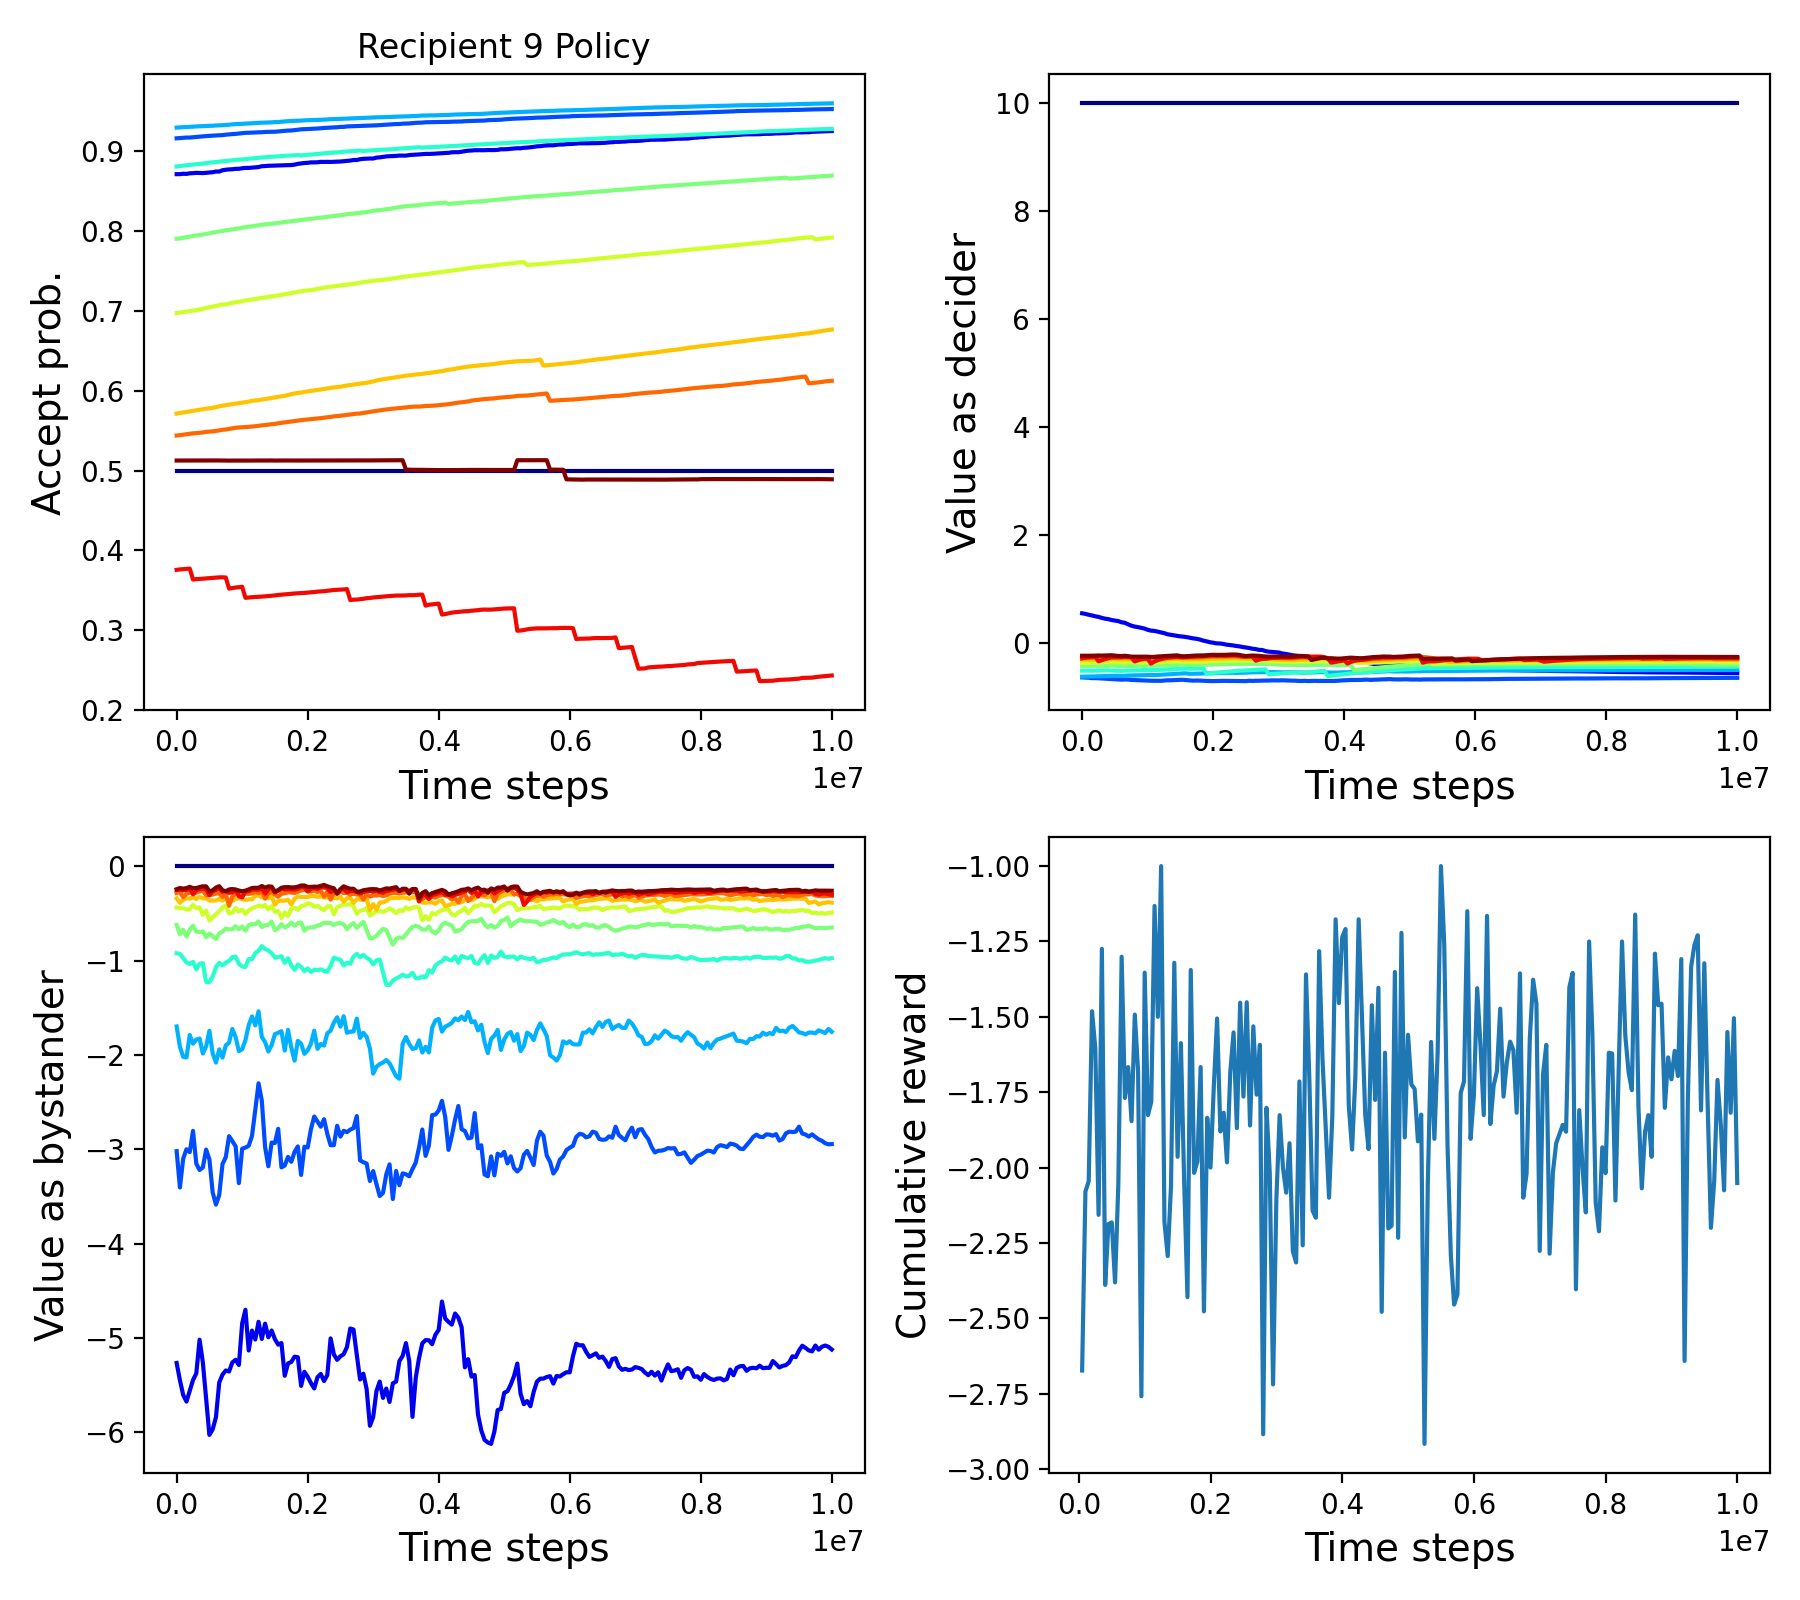 Recipient 9 Policy
Accept prob.
0.9
0.8
0.7
0.6
0.5
0.4
0.3
0.2
0.0 0.2 0.4 0.6 0.8 1.0
1e7
Time steps
Value as decider
10
8
6
4
2
0
0.0 0.2 0.4 0.6 0.8 1.0
1e7
Time steps
Value as bystander
0
−1
−2
−3
−4
−5
−6
0.0 0.2 0.4 0.6 0.8 1.0
1e7
Time steps
Cumulative reward
−1.00
−1.25
−1.50
−1.75
−2.00
−2.25
−2.50
−2.75
−3.00
0.0 0.2 0.4 0.6 0.8 1.0
1e7
Time steps